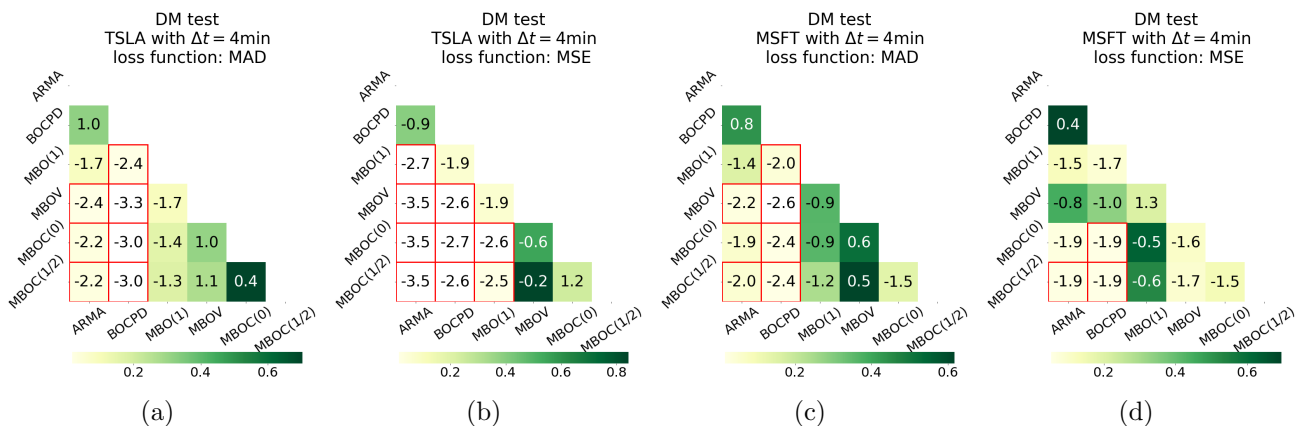 DM test
TSLA with Δt = 4min
loss function: MAD
ARMA
BOCPD
1.0
MBO(1)
-1.7 -2.4
MBOV
-2.4 -3.3 -1.7
MBOC(0)
-2.2 -3.0 -1.4 1.0
MBOC(1/2)
-2.2 -3.0 -1.3 1.1 0.4
ARMA BOCPD MBO(1) MBOV MBOC(0) MBOC(1/2)
0.2 0.4 0.6
(a)
DM test
TSLA with Δt = 4min
loss function: MSE
ARMA
BOCPD
-0.9
MBO(1)
-2.7 -1.9
MBOV
-3.5 -2.6 -1.9
MBOC(0)
-3.5 -2.7 -2.6 -0.6
MBOC(1/2)
-3.5 -2.6 -2.5 -0.2 1.2
ARMA BOCPD MBO(1) MBOV MBOC(0) MBOC(1/2)
0.2 0.4 0.6 0.8
(b)
DM test
MSFT with Δt = 4min
loss function: MAD
ARMA
BOCPD
0.8
MBO(1)
-1.4 -2.0
MBOV
-2.2 -2.6 -0.9
MBOC(0)
-1.9 -2.4 -0.9 0.6
MBOC(1/2)
-2.0 -2.4 -1.2 0.5 -1.5
ARMA BOCPD MBO(1) MBOV MBOC(0) MBOC(1/2)
0.2 0.4 0.6
(c)
DM test
MSFT with Δt = 4min
loss function: MSE
ARMA
BOCPD
0.4
MBO(1)
-1.5 -1.7
MBOV
-0.8 -1.0 1.3
MBOC(0)
-1.9 -1.9 -0.5 -1.6
MBOC(1/2)
-1.9 -1.9 -0.6 -1.7 -1.5
ARMA BOCPD MBO(1) MBOV MBOC(0) MBOC(1/2)
0.2 0.4 0.6
(d)